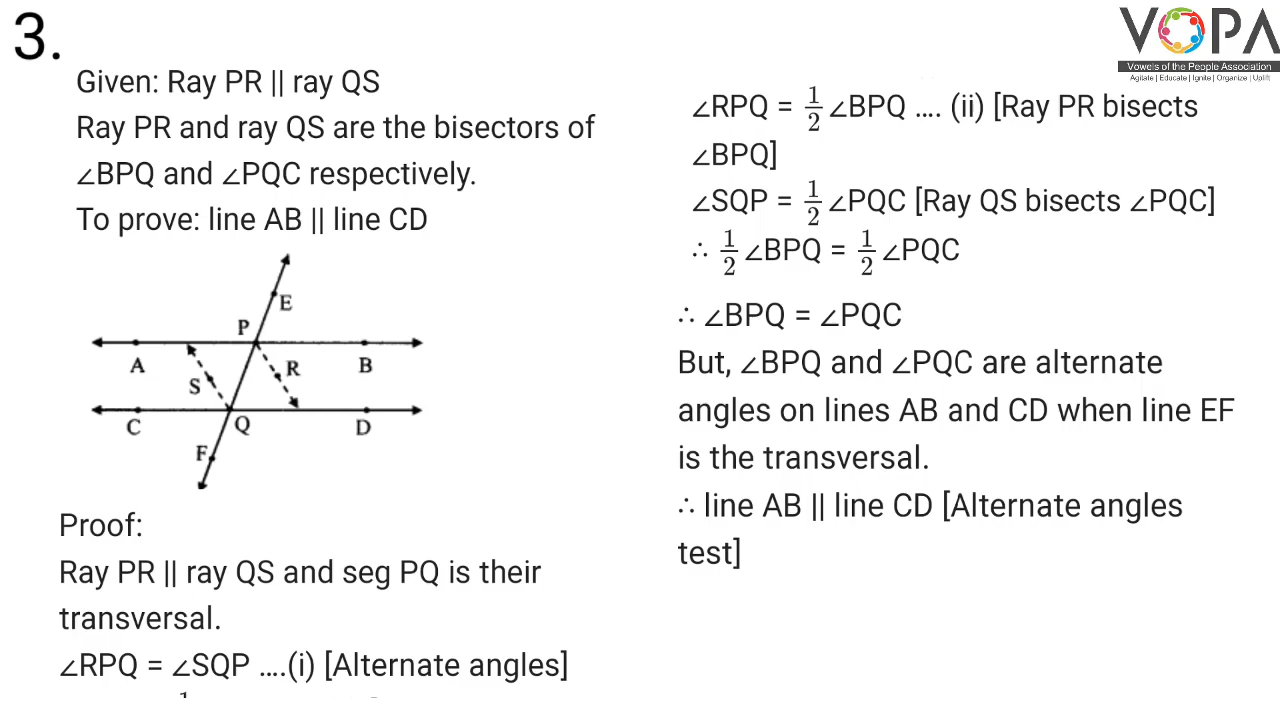 3.
VOPA
Vowels of the People Association
Agitate | Educate | Ignite | Organize | Uplift
Given: Ray PR || ray QS
Ray PR and ray QS are the bisectors of
∠BPQ and ∠PQC respectively.
To prove: line AB || line CD
E
P
A
R
B
S
C
Q
D
F
Proof:
Ray PR || ray QS and seg PQ is their
transversal.
∠RPQ = ∠SQP ....(i) [Alternate angles]
∠RPQ = 1/2 ∠BPQ .... (ii) [Ray PR bisects
∠BPQ]
∠SQP = 1/2 ∠PQC [Ray QS bisects ∠PQC]
∴ 1/2 ∠BPQ = 1/2 ∠PQC
∴ ∠BPQ = ∠PQC
But, ∠BPQ and ∠PQC are alternate
angles on lines AB and CD when line EF
is the transversal.
∴ line AB || line CD [Alternate angles
test]